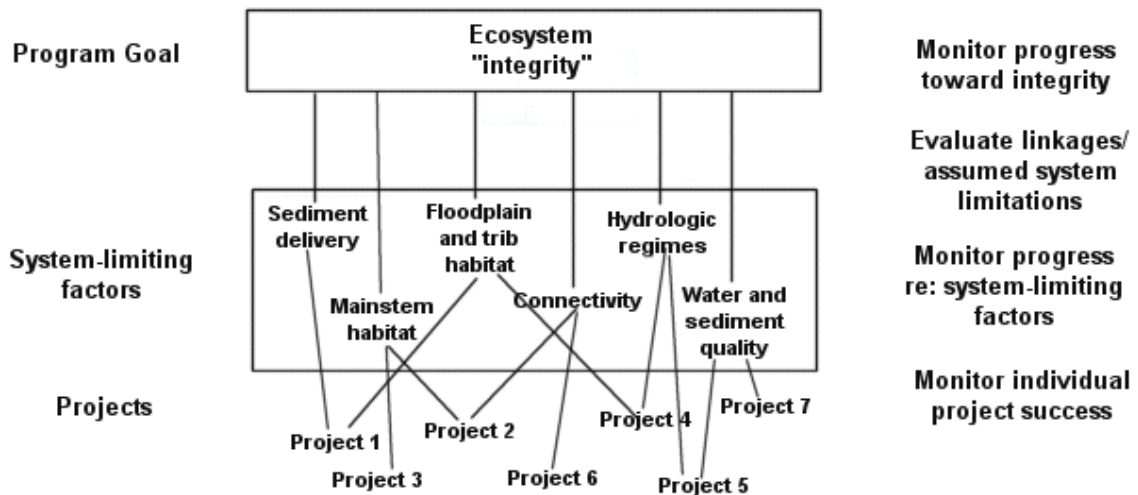 Program Goal
Ecosystem
"integrity"
Monitor progress
toward integrity
Evaluate linkages/
assumed system
limitations
System-limiting
factors
Sediment
delivery
Floodplain
and trib
habitat
Hydrologic
regimes
Mainstem
habitat
Connectivity
Water and
sediment
quality
Monitor progress
re: system-limiting
factors
Projects
Project 1
Project 2
Project 3
Project 4
Project 5
Project 6
Project 7
Monitor individual
project success